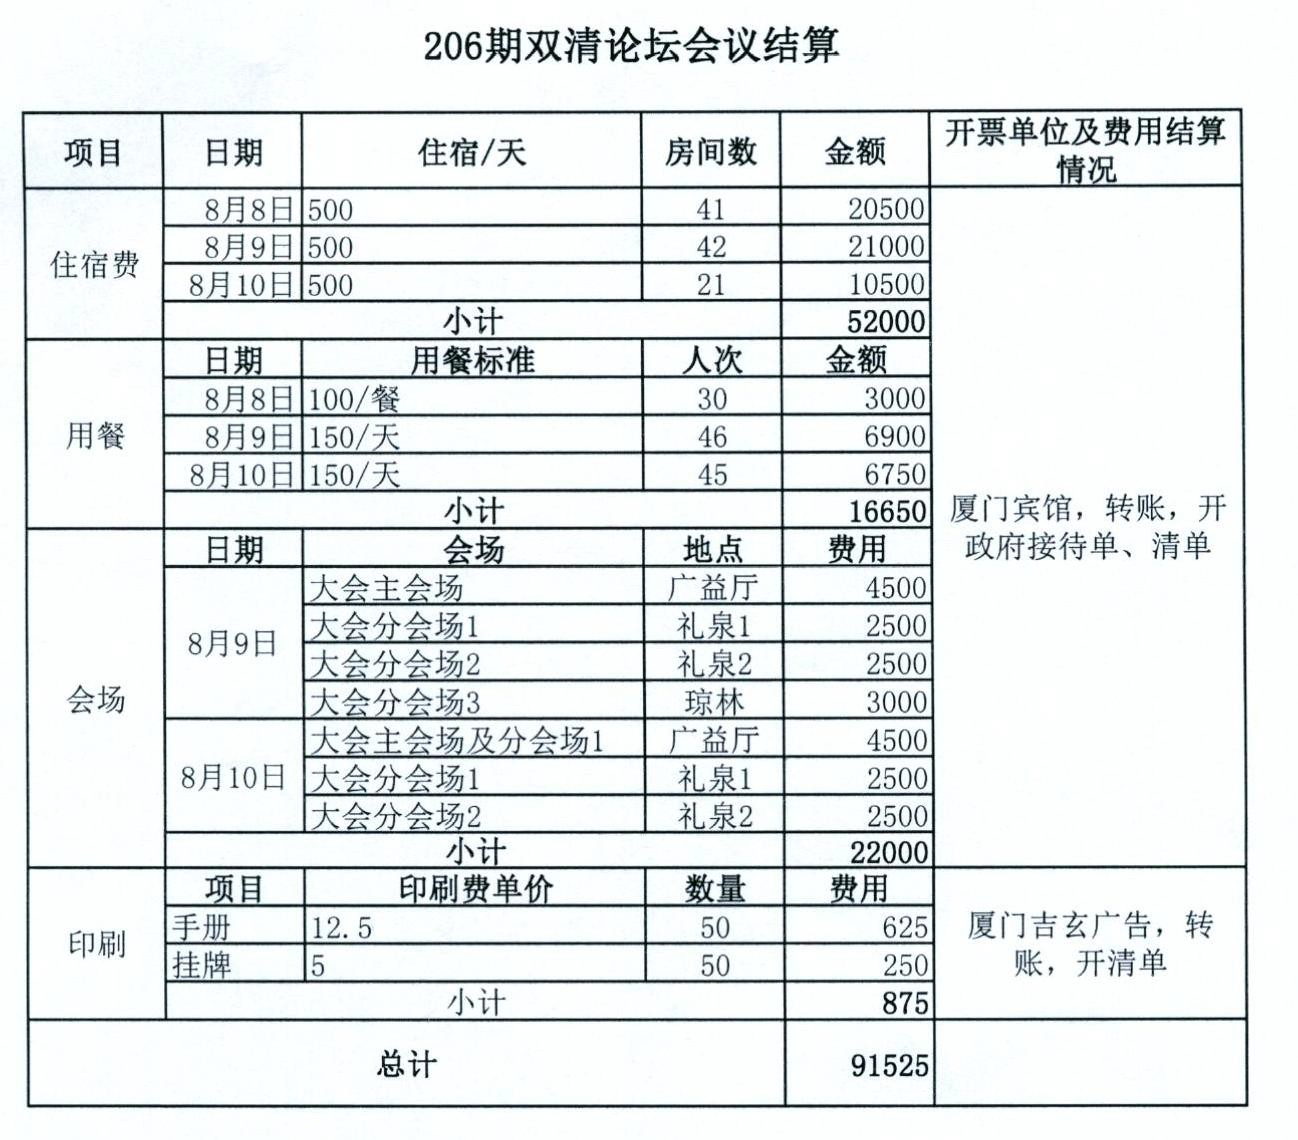 206期双清论坛会议结算
项目 日期 住宿/天 房间数 金额 开票单位及费用结算
情况
住宿费 8月8日 500 41 20500
8月9日 500 42 21000
8月10日 500 21 10500
小计 52000
用餐 日期 用餐标准 人次 金额
8月8日 100/餐 30 3000
8月9日 150/天 46 6900
8月10日 150/天 45 6750
小计 16650
厦门宾馆，转账，开
政府接待单、清单
会场 日期 会场 地点 费用
8月9日 大会主会场 广益厅 4500
大会分会场1 礼泉1 2500
大会分会场2 礼泉2 2500
大会分会场3 琼林 3000
8月10日 大会主会场及分会场1 广益厅 4500
大会分会场1 礼泉1 2500
大会分会场2 礼泉2 2500
小计 22000
印刷 项目 印刷费单价 数量 费用
手册 12.5 50 625
挂牌 5 50 250
小计 875
厦门吉玄广告，转
账，开清单
总计 91525